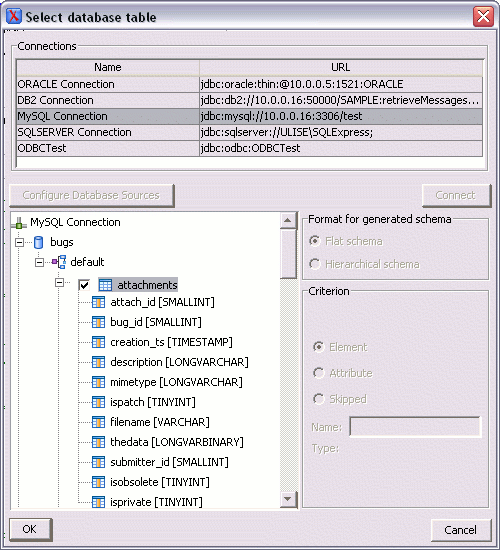 Select database table
Connections
Name URL
ORACLE Connection jdbc:oracle:thin:@10.0.0.5:1521:ORACLE
DB2 Connection jdbc:db2://10.0.0.16:50000/SAMPLE:retrieveMessages...
MySQL Connection jdbc:mysql://10.0.0.16:3306/test
SQLSERVER Connection jdbc:sqlserver://ULISE\SQLExpress;
ODBCTest jdbc:odbc:ODBCTest
Configure Database Sources Connect
MySQL Connection
bugs
default
attachments
attach_id [SMALLINT]
bug_id [SMALLINT]
creation_ts [TIMESTAMP]
description [LONGVARCHAR]
mimetype [LONGVARCHAR]
ispatch [TINYINT]
filename [VARCHAR]
thedata [LONGVARBINARY]
submitter_id [SMALLINT]
isobsolete [TINYINT]
isprivate [TINYINT]
Format for generated schema
Flat schema
Hierarchical schema
Criterion
Element
Attribute
Skipped
Name:
Type:
OK Cancel